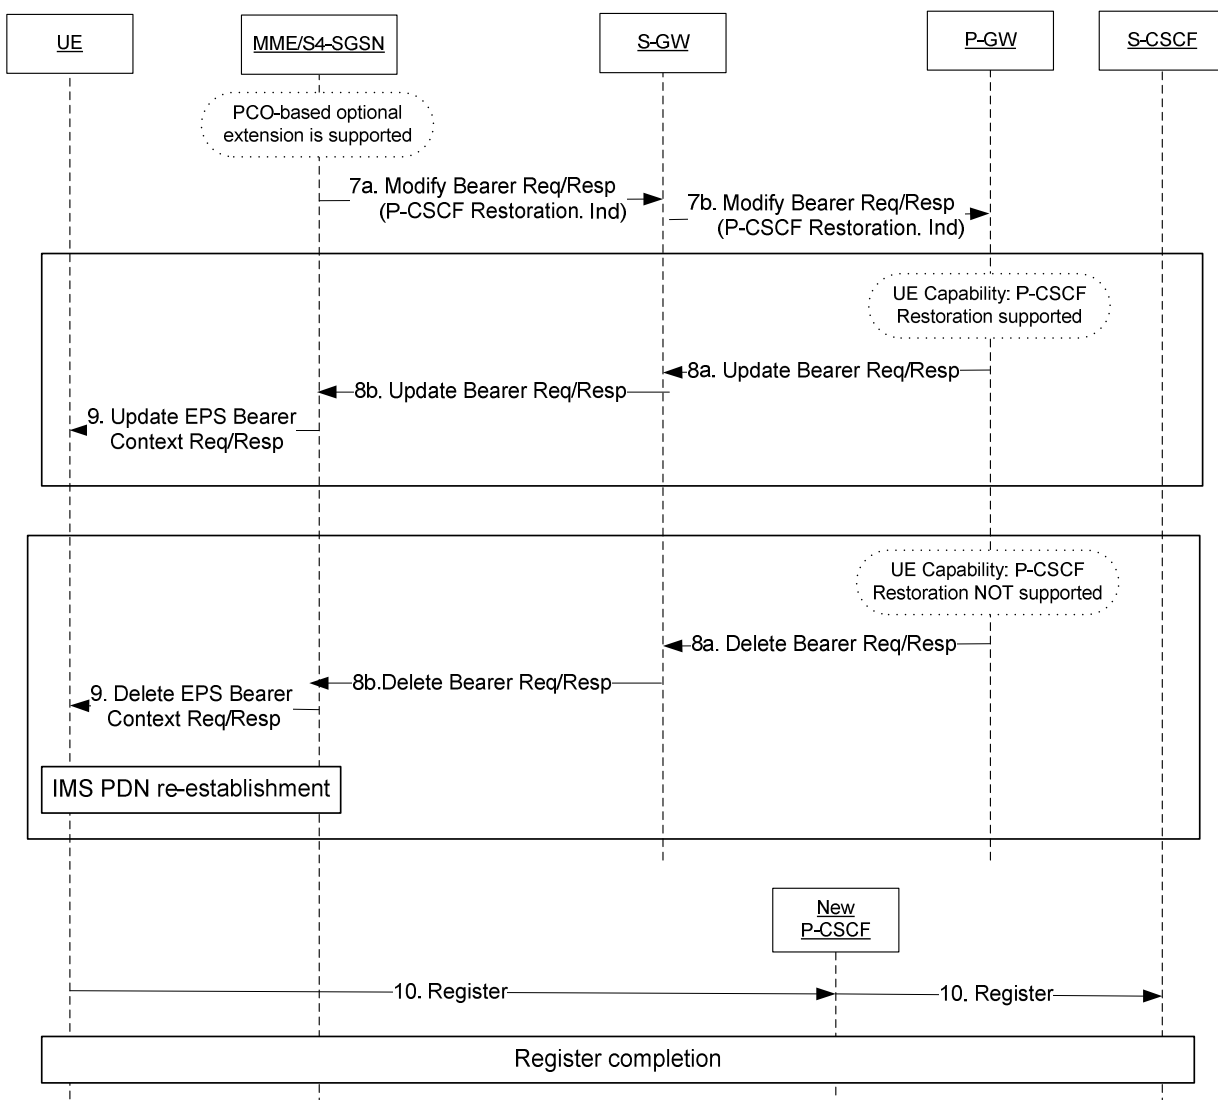 UE
MME/S4-SGSN
S-GW
P-GW
S-CSCF
PCO-based optional
extension is supported
7a. Modify Bearer Req/Resp
(P-CSCF Restoration. Ind)
7b. Modify Bearer Req/Resp
(P-CSCF Restoration. Ind)
UE Capability: P-CSCF
Restoration supported
8a. Update Bearer Req/Resp
8b. Update Bearer Req/Resp
9. Update EPS Bearer
Context Req/Resp
UE Capability: P-CSCF
Restoration NOT supported
8a. Delete Bearer Req/Resp
8b.Delete Bearer Req/Resp
9. Delete EPS Bearer
Context Req/Resp
IMS PDN re-establishment
New
P-CSCF
10. Register
10. Register
Register completion